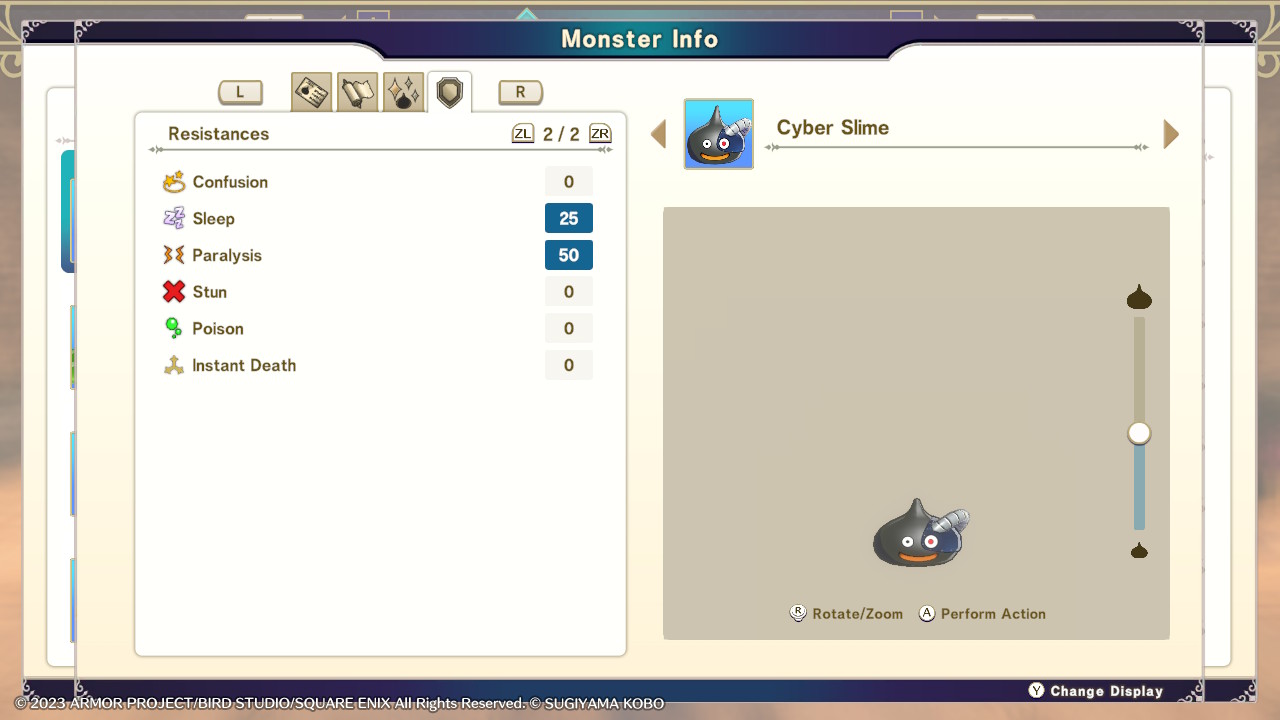 Monster Info
L
R
Resistances
ZL 2 / 2 ZR
Confusion 0
Sleep 25
Paralysis 50
Stun 0
Poison 0
Instant Death 0
Cyber Slime
R Rotate/Zoom A Perform Action
Y Change Display
© 2023 ARMOR PROJECT/BIRD STUDIO/SQUARE ENIX All Rights Reserved. © SUGIYAMA KOBO